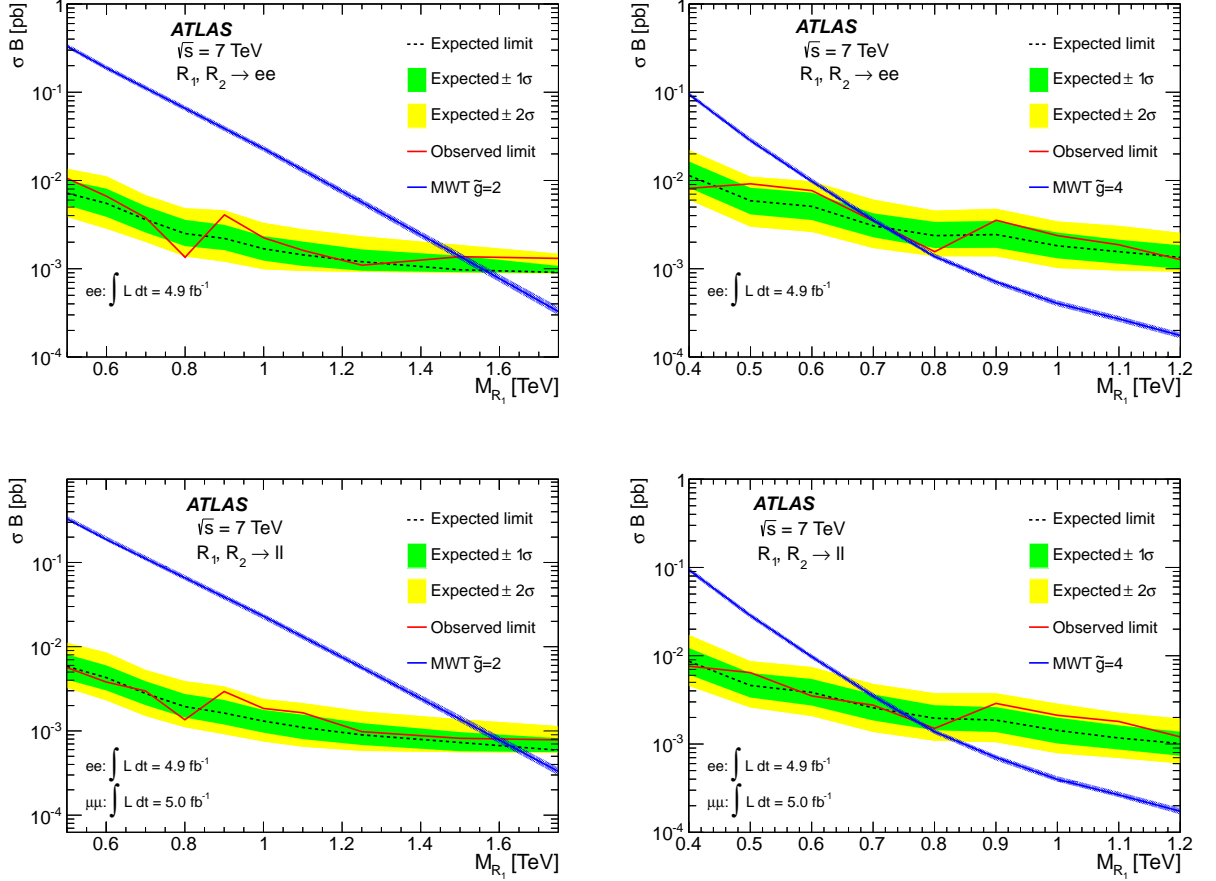 ATLAS
√s = 7 TeV
R1, R2 → ee
Expected limit
Expected ± 1σ
Expected ± 2σ
Observed limit
MWT g̃=2
ee: ∫ L dt = 4.9 fb-1
σ B [pb]
1
10-1
10-2
10-3
10-4
0.6 0.8 1 1.2 1.4 1.6
MR1 [TeV]
ATLAS
√s = 7 TeV
R1, R2 → ee
Expected limit
Expected ± 1σ
Expected ± 2σ
Observed limit
MWT g̃=4
ee: ∫ L dt = 4.9 fb-1
σ B [pb]
1
10-1
10-2
10-3
10-4
0.4 0.5 0.6 0.7 0.8 0.9 1 1.1 1.2
MR1 [TeV]
ATLAS
√s = 7 TeV
R1, R2 → ll
Expected limit
Expected ± 1σ
Expected ± 2σ
Observed limit
MWT g̃=2
ee: ∫ L dt = 4.9 fb-1
μμ: ∫ L dt = 5.0 fb-1
σ B [pb]
10-1
10-2
10-3
10-4
0.6 0.8 1 1.2 1.4 1.6
MR1 [TeV]
ATLAS
√s = 7 TeV
R1, R2 → ll
Expected limit
Expected ± 1σ
Expected ± 2σ
Observed limit
MWT g̃=4
ee: ∫ L dt = 4.9 fb-1
μμ: ∫ L dt = 5.0 fb-1
σ B [pb]
1
10-1
10-2
10-3
10-4
0.4 0.5 0.6 0.7 0.8 0.9 1 1.1 1.2
MR1 [TeV]